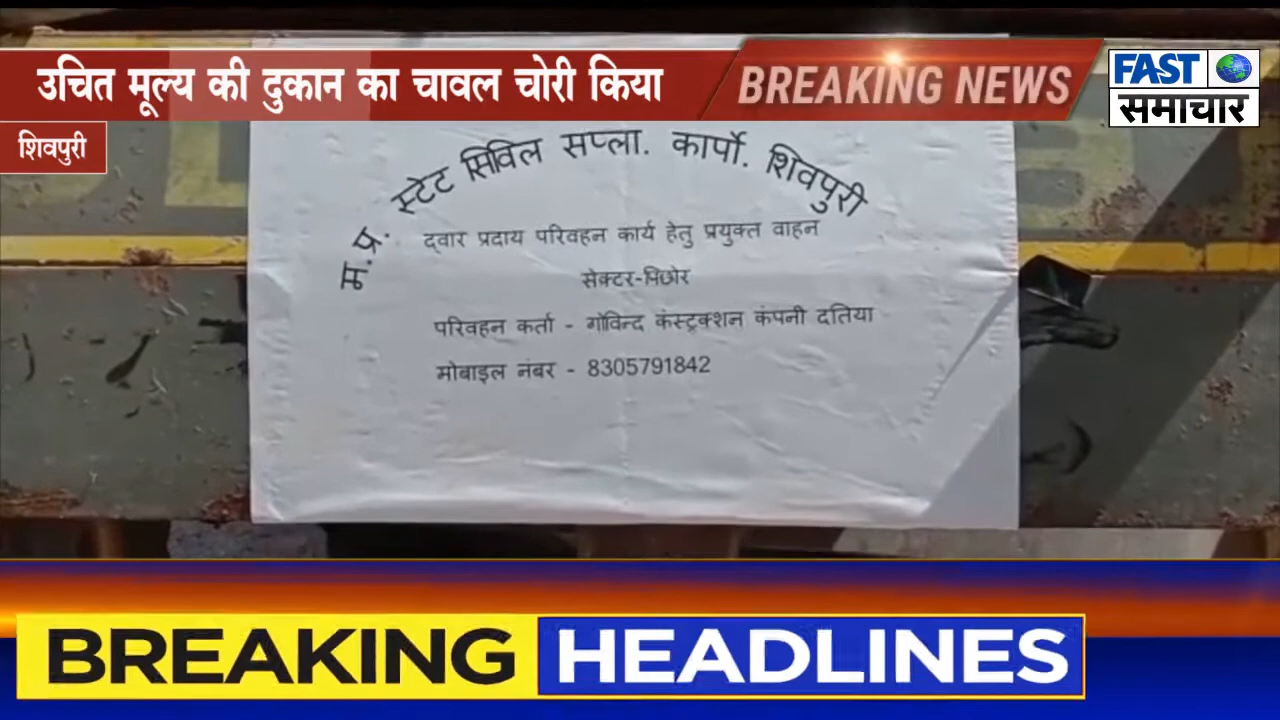 उचित मूल्य की दुकान का चावल चोरी किया
BREAKING NEWS
FAST
समाचार
शिवपुरी
म.प्र. स्टेट सिविल सप्ला. कार्पो. शिवपुरी
द्वार प्रदाय परिवहन कार्य हेतु प्रयुक्त वाहन
सेक्टर-पिछोर
परिवहन कर्ता - गोविन्द कंस्ट्रक्शन कंपनी दतिया
मोबाइल नंबर - 8305791842
BREAKING HEADLINES